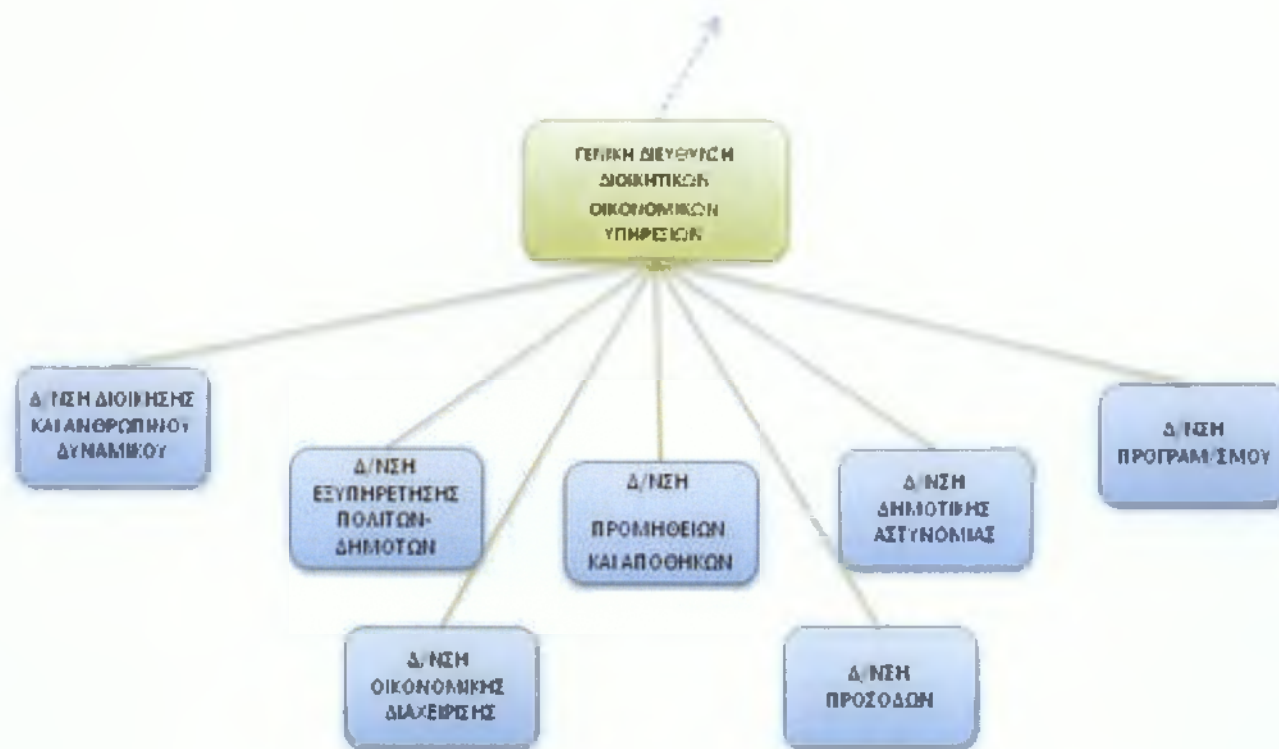 ΓΕΝΙΚΗ ΔΙΕΥΘΥΝΣΗ
ΔΙΟΙΚΗΤΙΚΩΝ
ΟΙΚΟΝΟΜΙΚΩΝ
ΥΠΗΡΕΣΙΩΝ
Δ/ΝΣΗ ΔΙΟΙΚΗΣΗΣ
ΚΑΙ ΑΝΘΡΩΠΙΝΟΥ
ΔΥΝΑΜΙΚΟΥ
Δ/ΝΣΗ
ΕΞΥΠΗΡΕΤΗΣΗΣ
ΠΟΛΙΤΩΝ-
ΔΗΜΟΤΩΝ
Δ/ΝΣΗ
ΠΡΟΜΗΘΕΙΩΝ
ΚΑΙ ΑΠΟΘΗΚΩΝ
Δ/ΝΣΗ
ΔΗΜΟΤΙΚΗΣ
ΑΣΤΥΝΟΜΙΑΣ
Δ/ΝΣΗ
ΠΡΟΓΡΑΜ/ΣΜΟΥ
Δ/ΝΣΗ
ΟΙΚΟΝΟΜΙΚΗΣ
ΔΙΑΧΕΙΡΙΣΗΣ
Δ/ΝΣΗ
ΠΡΟΣΟΔΩΝ